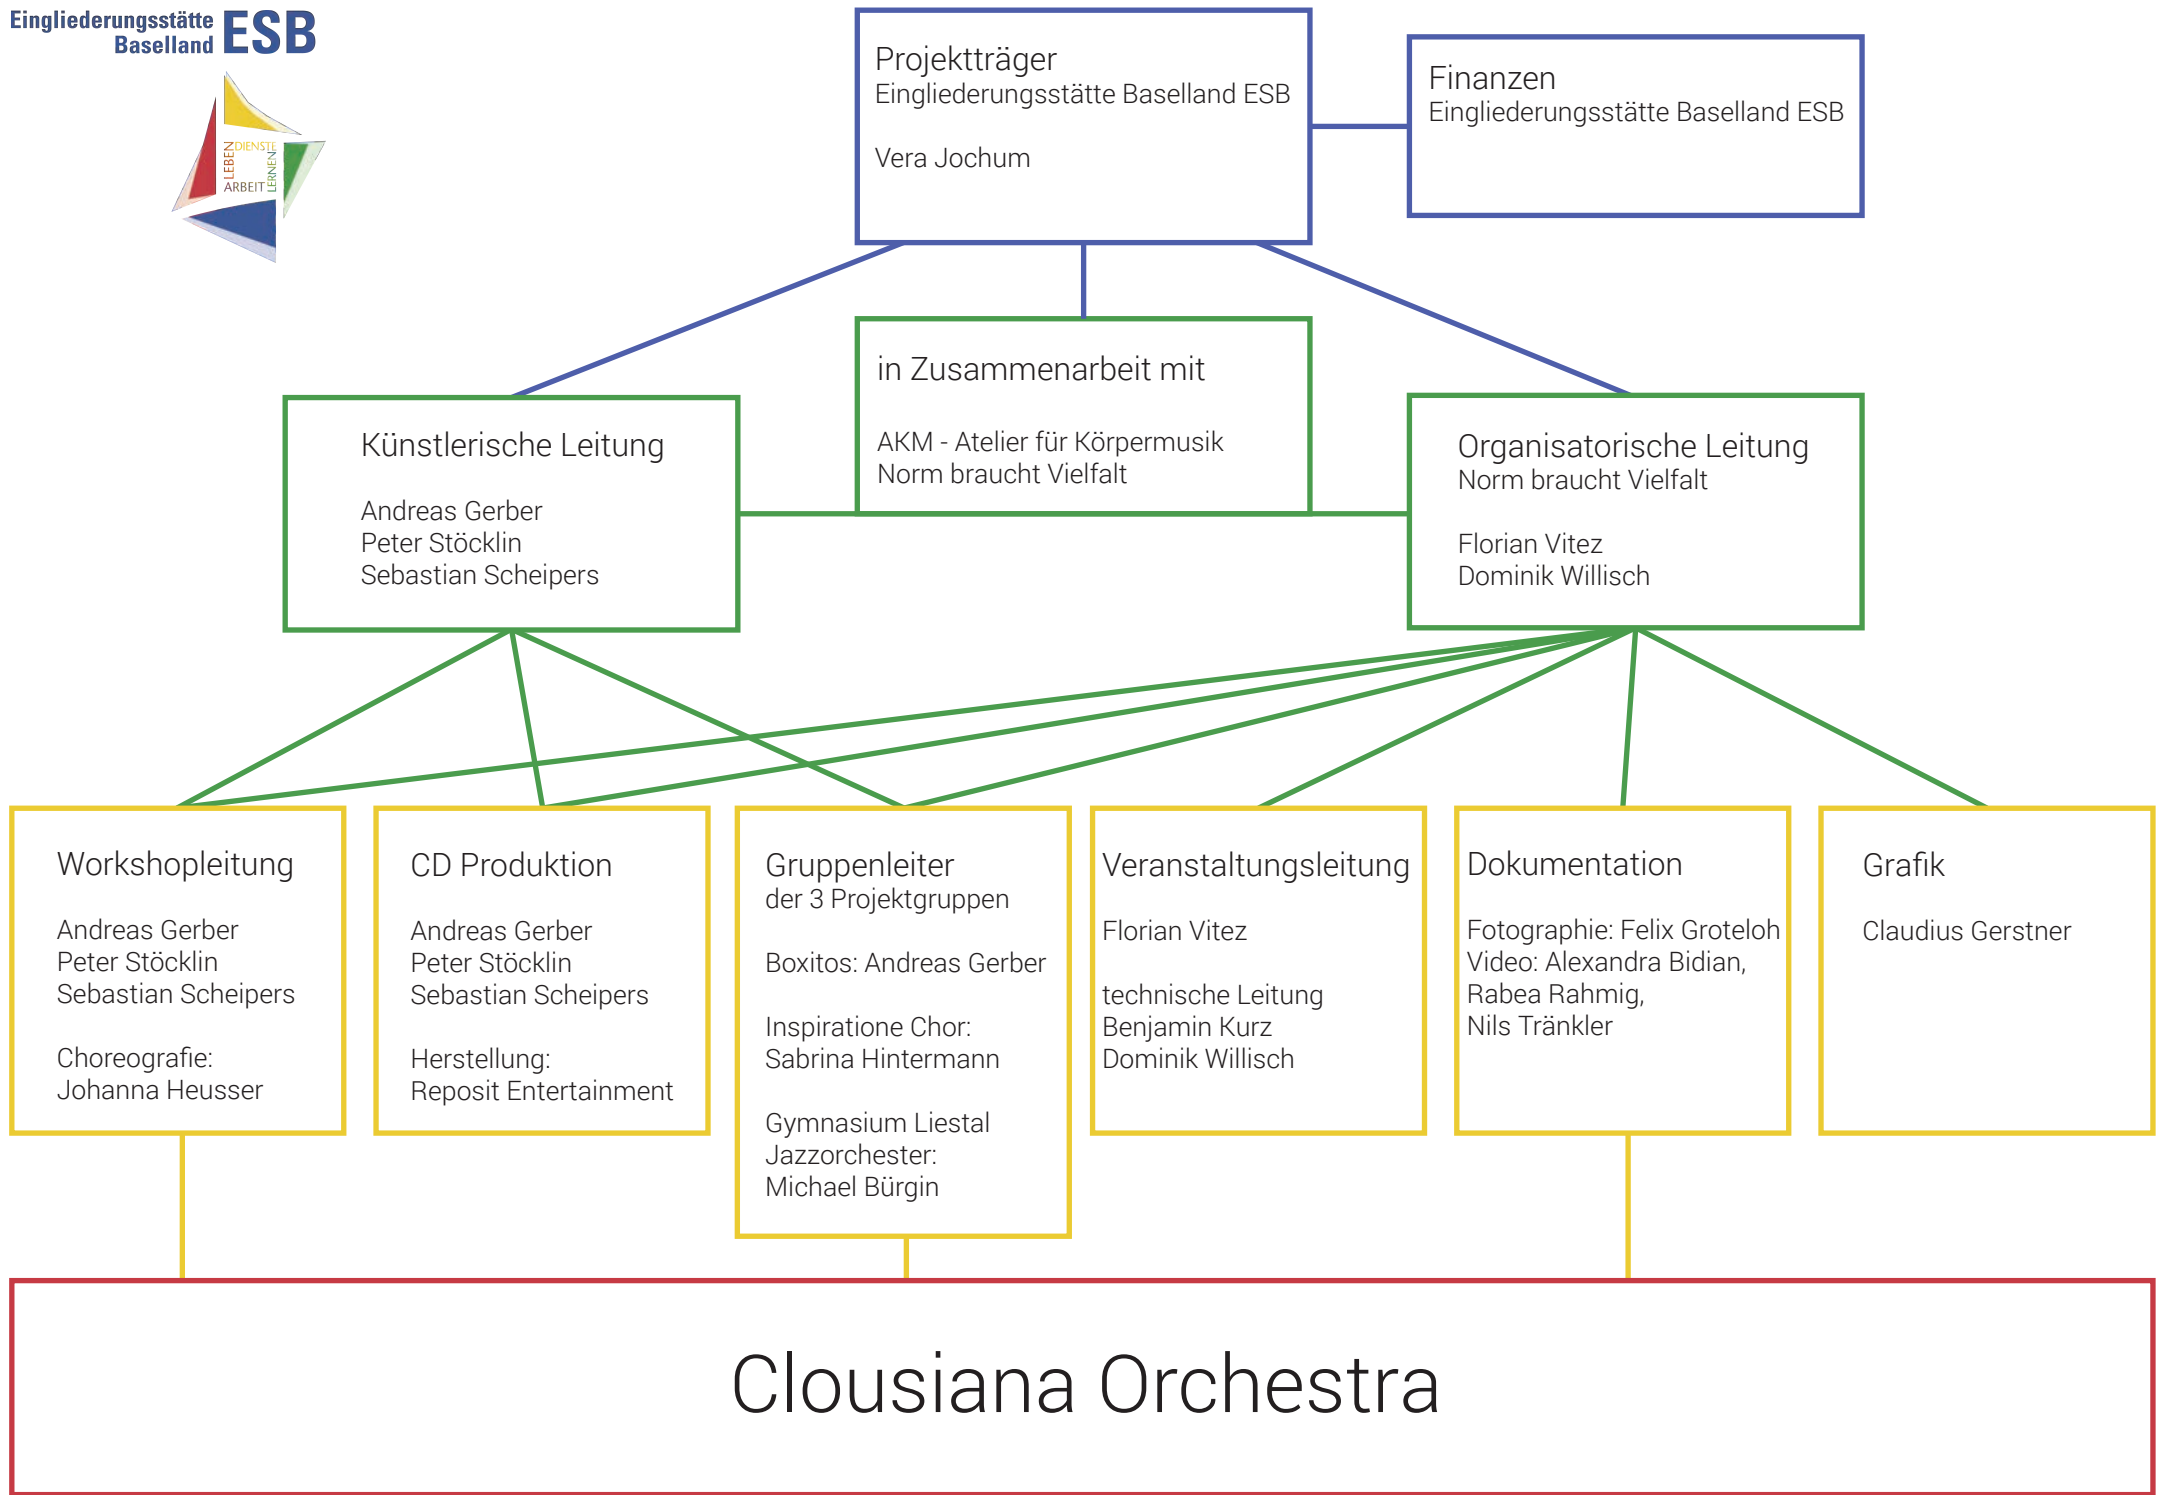 Eingliederungsstätte
Baselland ESB
LEBEN
DIENSTE
LERNEN
ARBEIT
Projektträger
Eingliederungsstätte Baselland ESB
Vera Jochum
Finanzen
Eingliederungsstätte Baselland ESB
in Zusammenarbeit mit
AKM - Atelier für Körpermusik
Norm braucht Vielfalt
Künstlerische Leitung
Andreas Gerber
Peter Stöcklin
Sebastian Scheipers
Organisatorische Leitung
Norm braucht Vielfalt
Florian Vitez
Dominik Willisch
Workshopleitung
Andreas Gerber
Peter Stöcklin
Sebastian Scheipers
Choreografie:
Johanna Heusser
CD Produktion
Andreas Gerber
Peter Stöcklin
Sebastian Scheipers
Herstellung:
Reposit Entertainment
Gruppenleiter
der 3 Projektgruppen
Boxitos: Andreas Gerber
Inspiratione Chor:
Sabrina Hintermann
Gymnasium Liestal
Jazzorchester:
Michael Bürgin
Veranstaltungsleitung
Florian Vitez
technische Leitung
Benjamin Kurz
Dominik Willisch
Dokumentation
Fotographie: Felix Groteloh
Video: Alexandra Bidian,
Rabea Rahmig,
Nils Tränkler
Grafik
Claudius Gerstner
Clousiana Orchestra